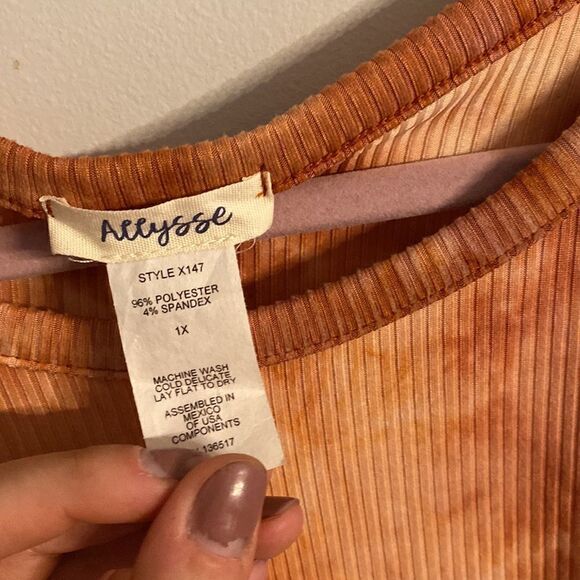 Allysse
STYLE X147
96% POLYESTER
4% SPANDEX
1X
MACHINE WASH
COLD DELICATE
LAY FLAT TO DRY
ASSEMBLED IN
MEXICO
OF USA
COMPONENTS
136517